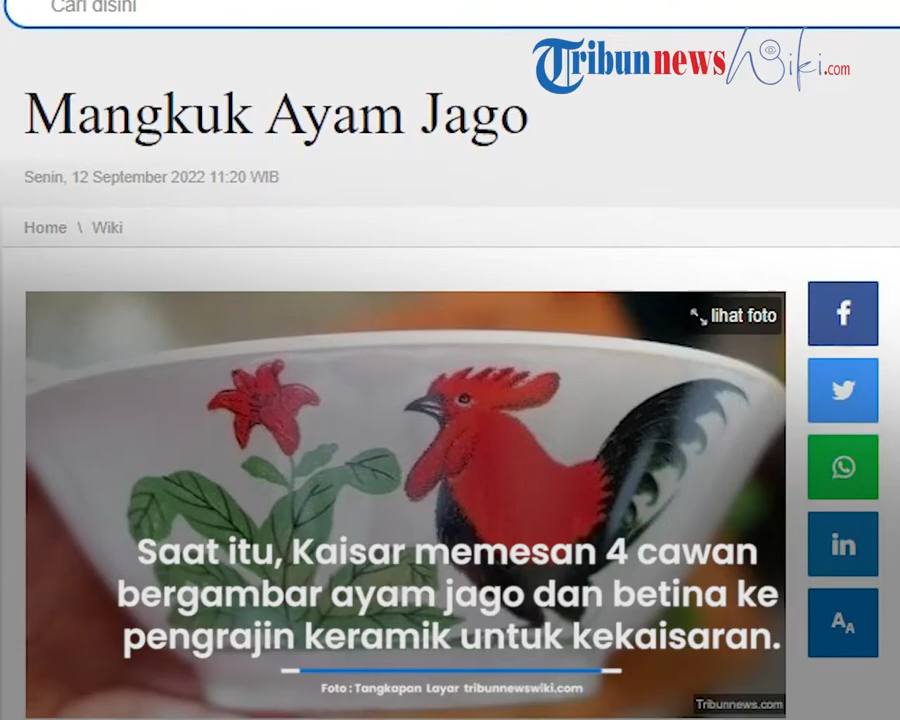 Cari disini
Tribunnewswiki.com
Mangkuk Ayam Jago
Senin, 12 September 2022 11:20 WIB
Home \ Wiki
lihat foto
f
in
AA
Saat itu, Kaisar memesan 4 cawan
bergambar ayam jago dan betina ke
pengrajin keramik untuk kekaisaran.
Foto : Tangkapan Layar tribunnewswiki.com
Tribunnews.com